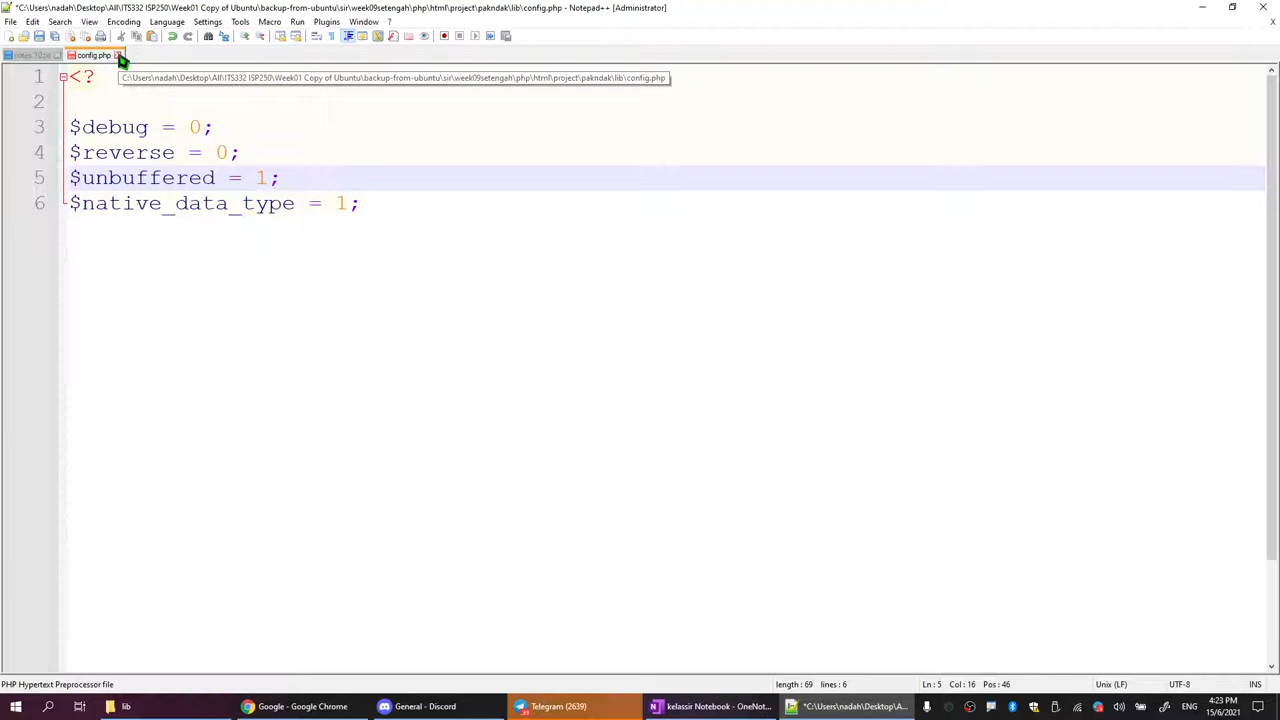 *C:\Users\nadah\Desktop\All\ITS332 ISP250\Week01 Copy of Ubuntu\backup-from-ubuntu\sir\week09setengah\php\html\project\pakndak\lib\config.php - Notepad++ [Administrator]
File Edit Search View Encoding Language Settings Tools Macro Run Plugins Window ?
config.php
C:\Users\nadah\Desktop\All\ITS332 ISP250\Week01 Copy of Ubuntu\backup-from-ubuntu\sir\week09setengah\php\html\project\pakndak\lib\config.php
1 <?
2
3 $debug = 0;
4 $reverse = 0;
5 $unbuffered = 1;
6 $native_data_type = 1;
PHP Hypertext Preprocessor file length: 69 lines: 6 Ln: 5 Col: 16 Pos: 46 Unix (LF) UTF-8 INS
lib Google - Google Chrome General - Discord Telegram (2639) kelassir Notebook - OneNot... *C:\Users\nadah\Desktop\A... ENG 4:23 PM
15/6/2021